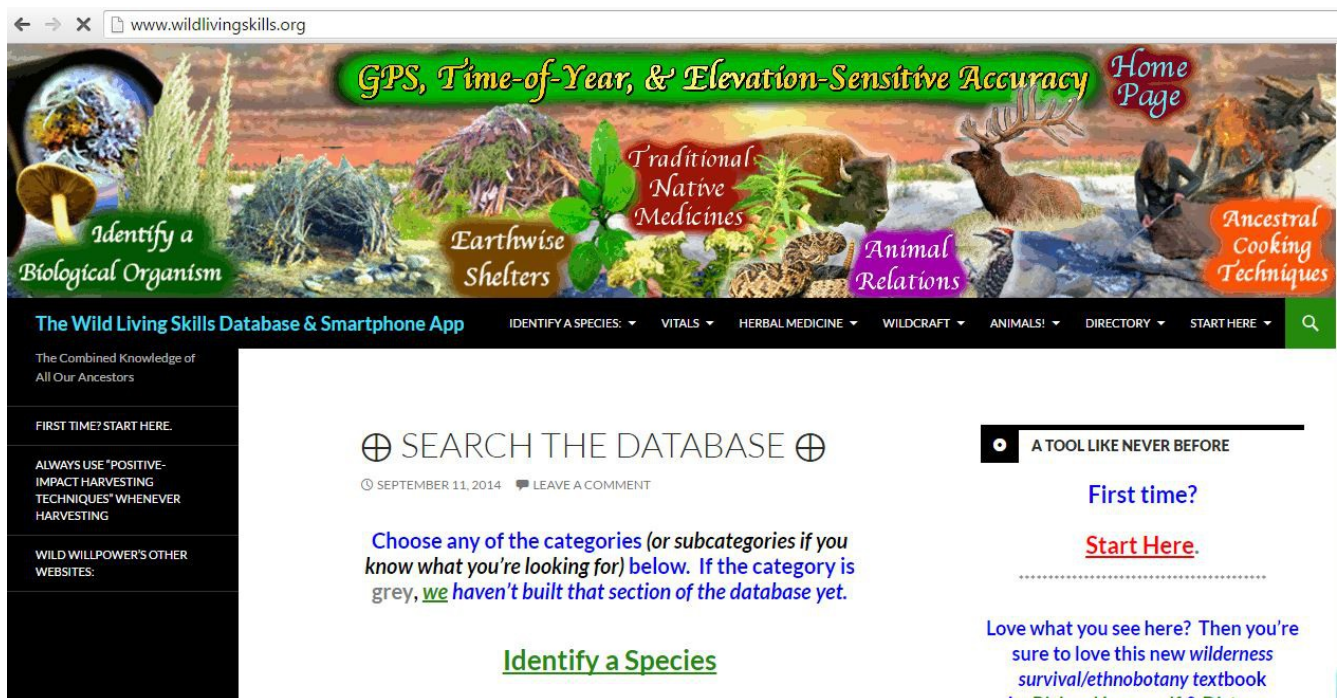 www.wildlivingskills.org
GPS, Time-of-Year, & Elevation-Sensitive Accuracy
Home
Page
Traditional
Native
Medicines
Identify a
Biological Organism
Earthwise
Shelters
Animal
Relations
Ancestral
Cooking
Techniques
The Wild Living Skills Database & Smartphone App
IDENTIFY A SPECIES: VITALS HERBAL MEDICINE WILDCRAFT ANIMALS! DIRECTORY START HERE
The Combined Knowledge of
All Our Ancestors
FIRST TIME? START HERE.
ALWAYS USE "POSITIVE-
IMPACT HARVESTING
TECHNIQUES" WHENEVER
HARVESTING
WILD WILLPOWER'S OTHER
WEBSITES:
⨁ SEARCH THE DATABASE ⨁
SEPTEMBER 11, 2014 LEAVE A COMMENT
Choose any of the categories (or subcategories if you
know what you're looking for) below. If the category is
grey, we haven't built that section of the database yet.
Identify a Species
A TOOL LIKE NEVER BEFORE
First time?
Start Here.
Love what you see here? Then you're
sure to love this new wilderness
survival/ethnobotany textbook